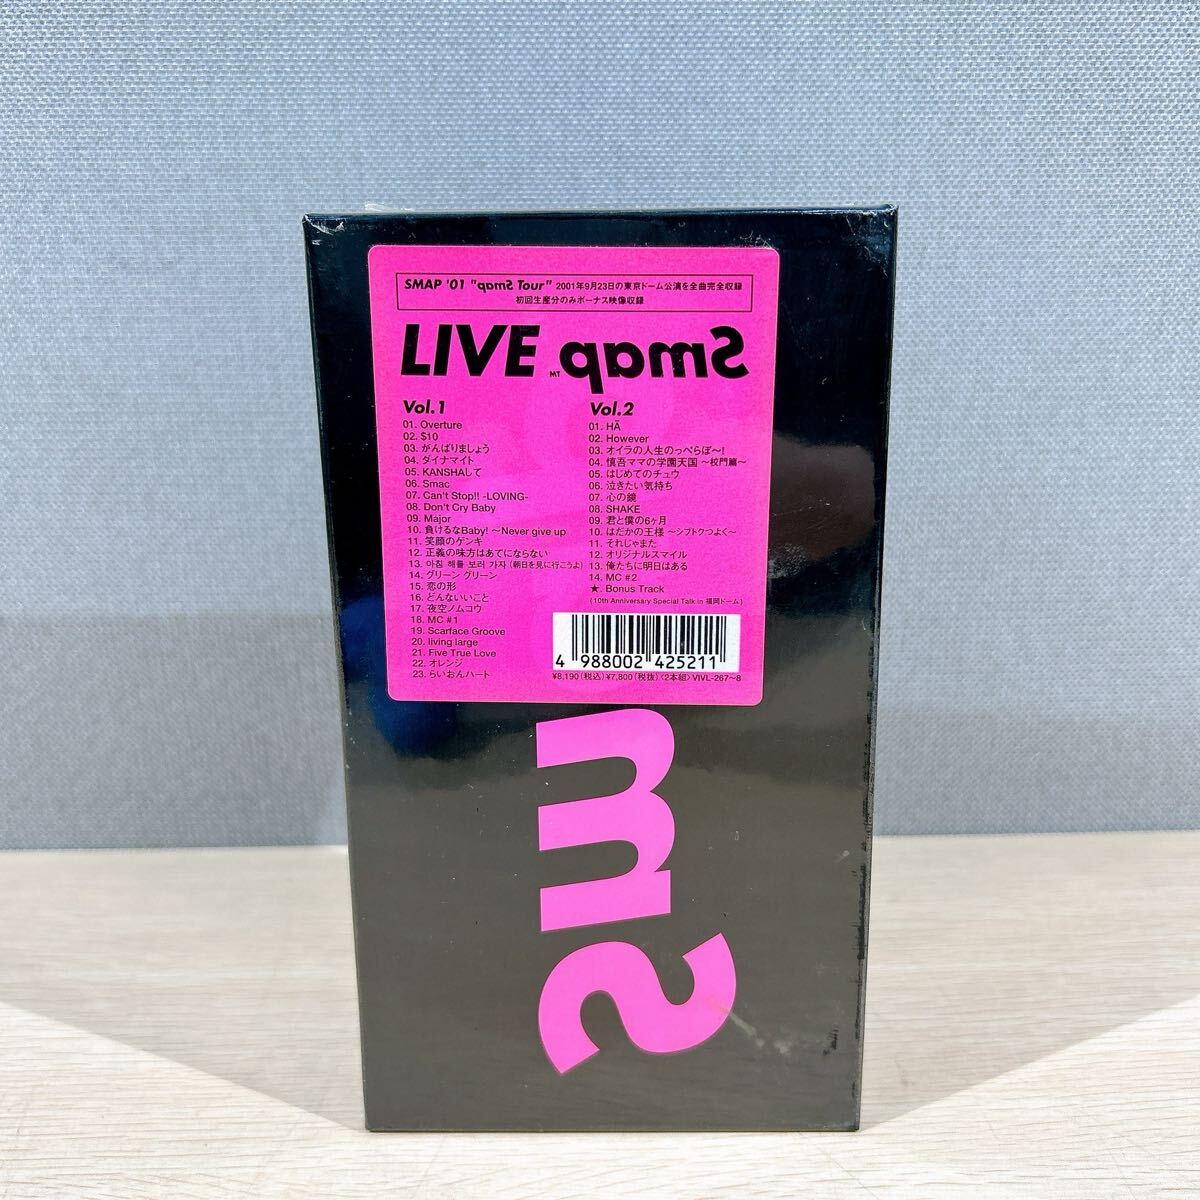 SMAP '01 "pamS Tour" 2001年9月23日の東京ドーム公演を全曲完全収録
初回生産分のみボーナス映像収録
LIVE pamS™
Vol.1
01. Overture
02. $10
03. がんばりましょう
04. ダイナマイト
05. KANSHAして
06. Smac
07. Can't Stop!! -LOVING-
08. Don't Cry Baby
09. Major
10. 負けるなBaby! 〜Never give up
11. 笑顔のゲンキ
12. 正義の味方はあてにならない
13. 아침 해를 보러 가자 (朝日を見に行こうよ)
14. グリーン グリーン
15. 恋の形
16. どんないいこと
17. 夜空ノムコウ
18. MC #1
19. Scarface Groove
20. living large
21. Five True Love
22. オレンジ
23. らいおんハート
Vol.2
01. HĀ
02. However
03. オイラの人生のっぺらぼ〜!
04. 慎吾ママの学園天国 〜校門篇〜
05. はじめてのチュウ
06. 泣きたい気持ち
07. 心の鏡
08. SHAKE
09. 君と僕の6ヶ月
10. はだかの王様 〜シブトクつよく〜
11. それじゃまた
12. オリジナルスマイル
13. 俺たちに明日はある
14. MC #2
★. Bonus Track
(10th Anniversary Special Talk in 福岡ドーム)
4 988002 425211
¥8,190(税込)¥7,800(税抜)〈2本組〉VIVL-267〜8
mS